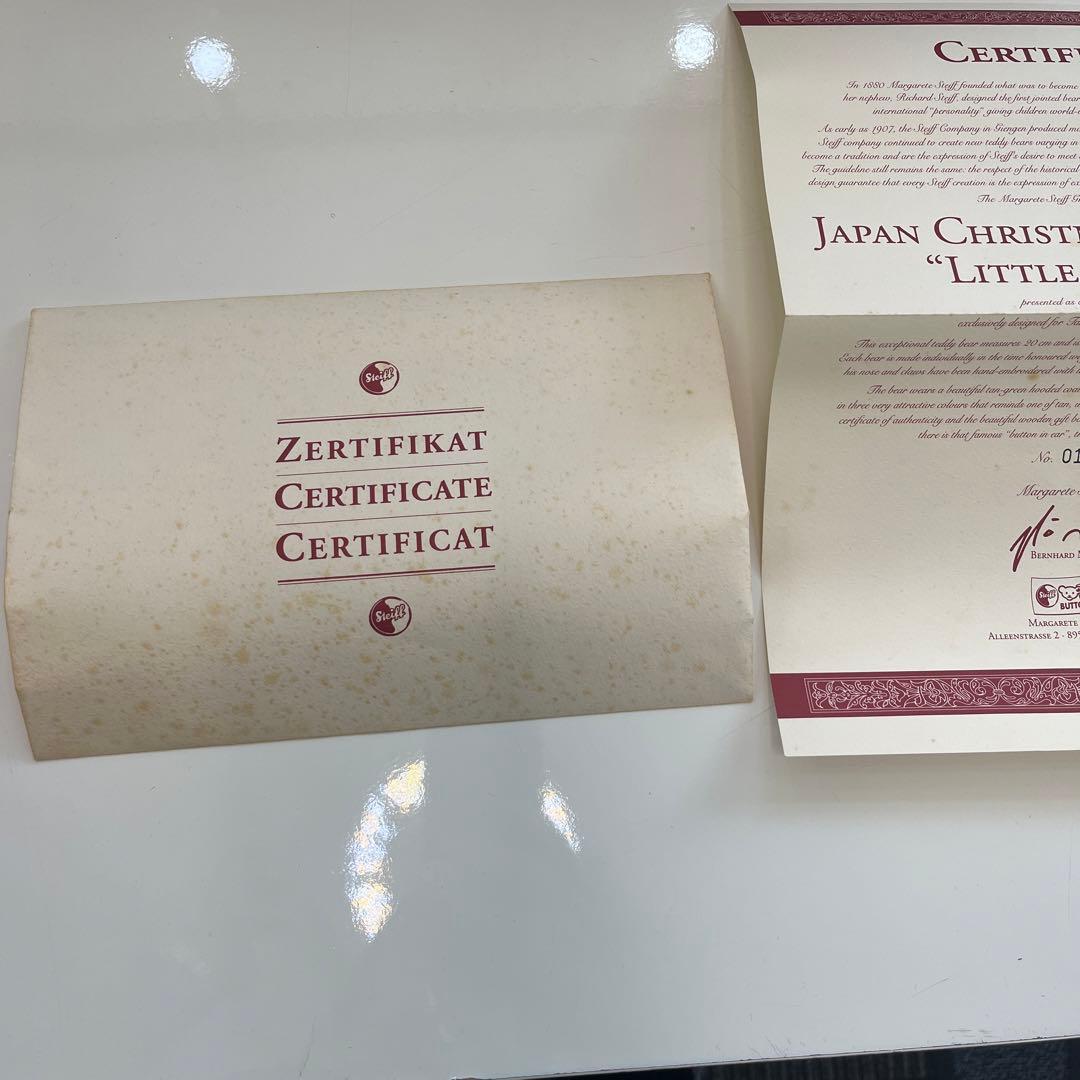 Steiff
ZERTIFIKAT
CERTIFICATE
CERTIFICAT
Steiff
CERTIF
In 1880 Margarete Steiff founded what was to become
her nephew, Richard Steiff, designed the first jointed bear
international "personality" giving children world-
As early as 1907, the Steiff Company in Giengen produced
Steiff company continued to create new teddy bears varying in
become a tradition and are the expression of Steiff's desire to meet
The guideline still remains the same: the respect of the historical
design guarantee that every Steiff creation is the expression of
The Margarete Steiff
JAPAN CHRIST
“LITTLE
presented as
exclusively designed for
This exceptional teddy bear measures 20 cm and
Each bear is made individually in the time honoured
his nose and claws have been hand-embroidered with
The bear wears a beautiful tan-green hooded
in three very attractive colours that reminds one of tan,
certificate of authenticity and the beautiful wooden gift
there is that famous "button in ear",
No. 01
Margarete
BERNHARD
Steiff
BUTTO
MARGARETE
ALLEENSTRASSE 2 - 89